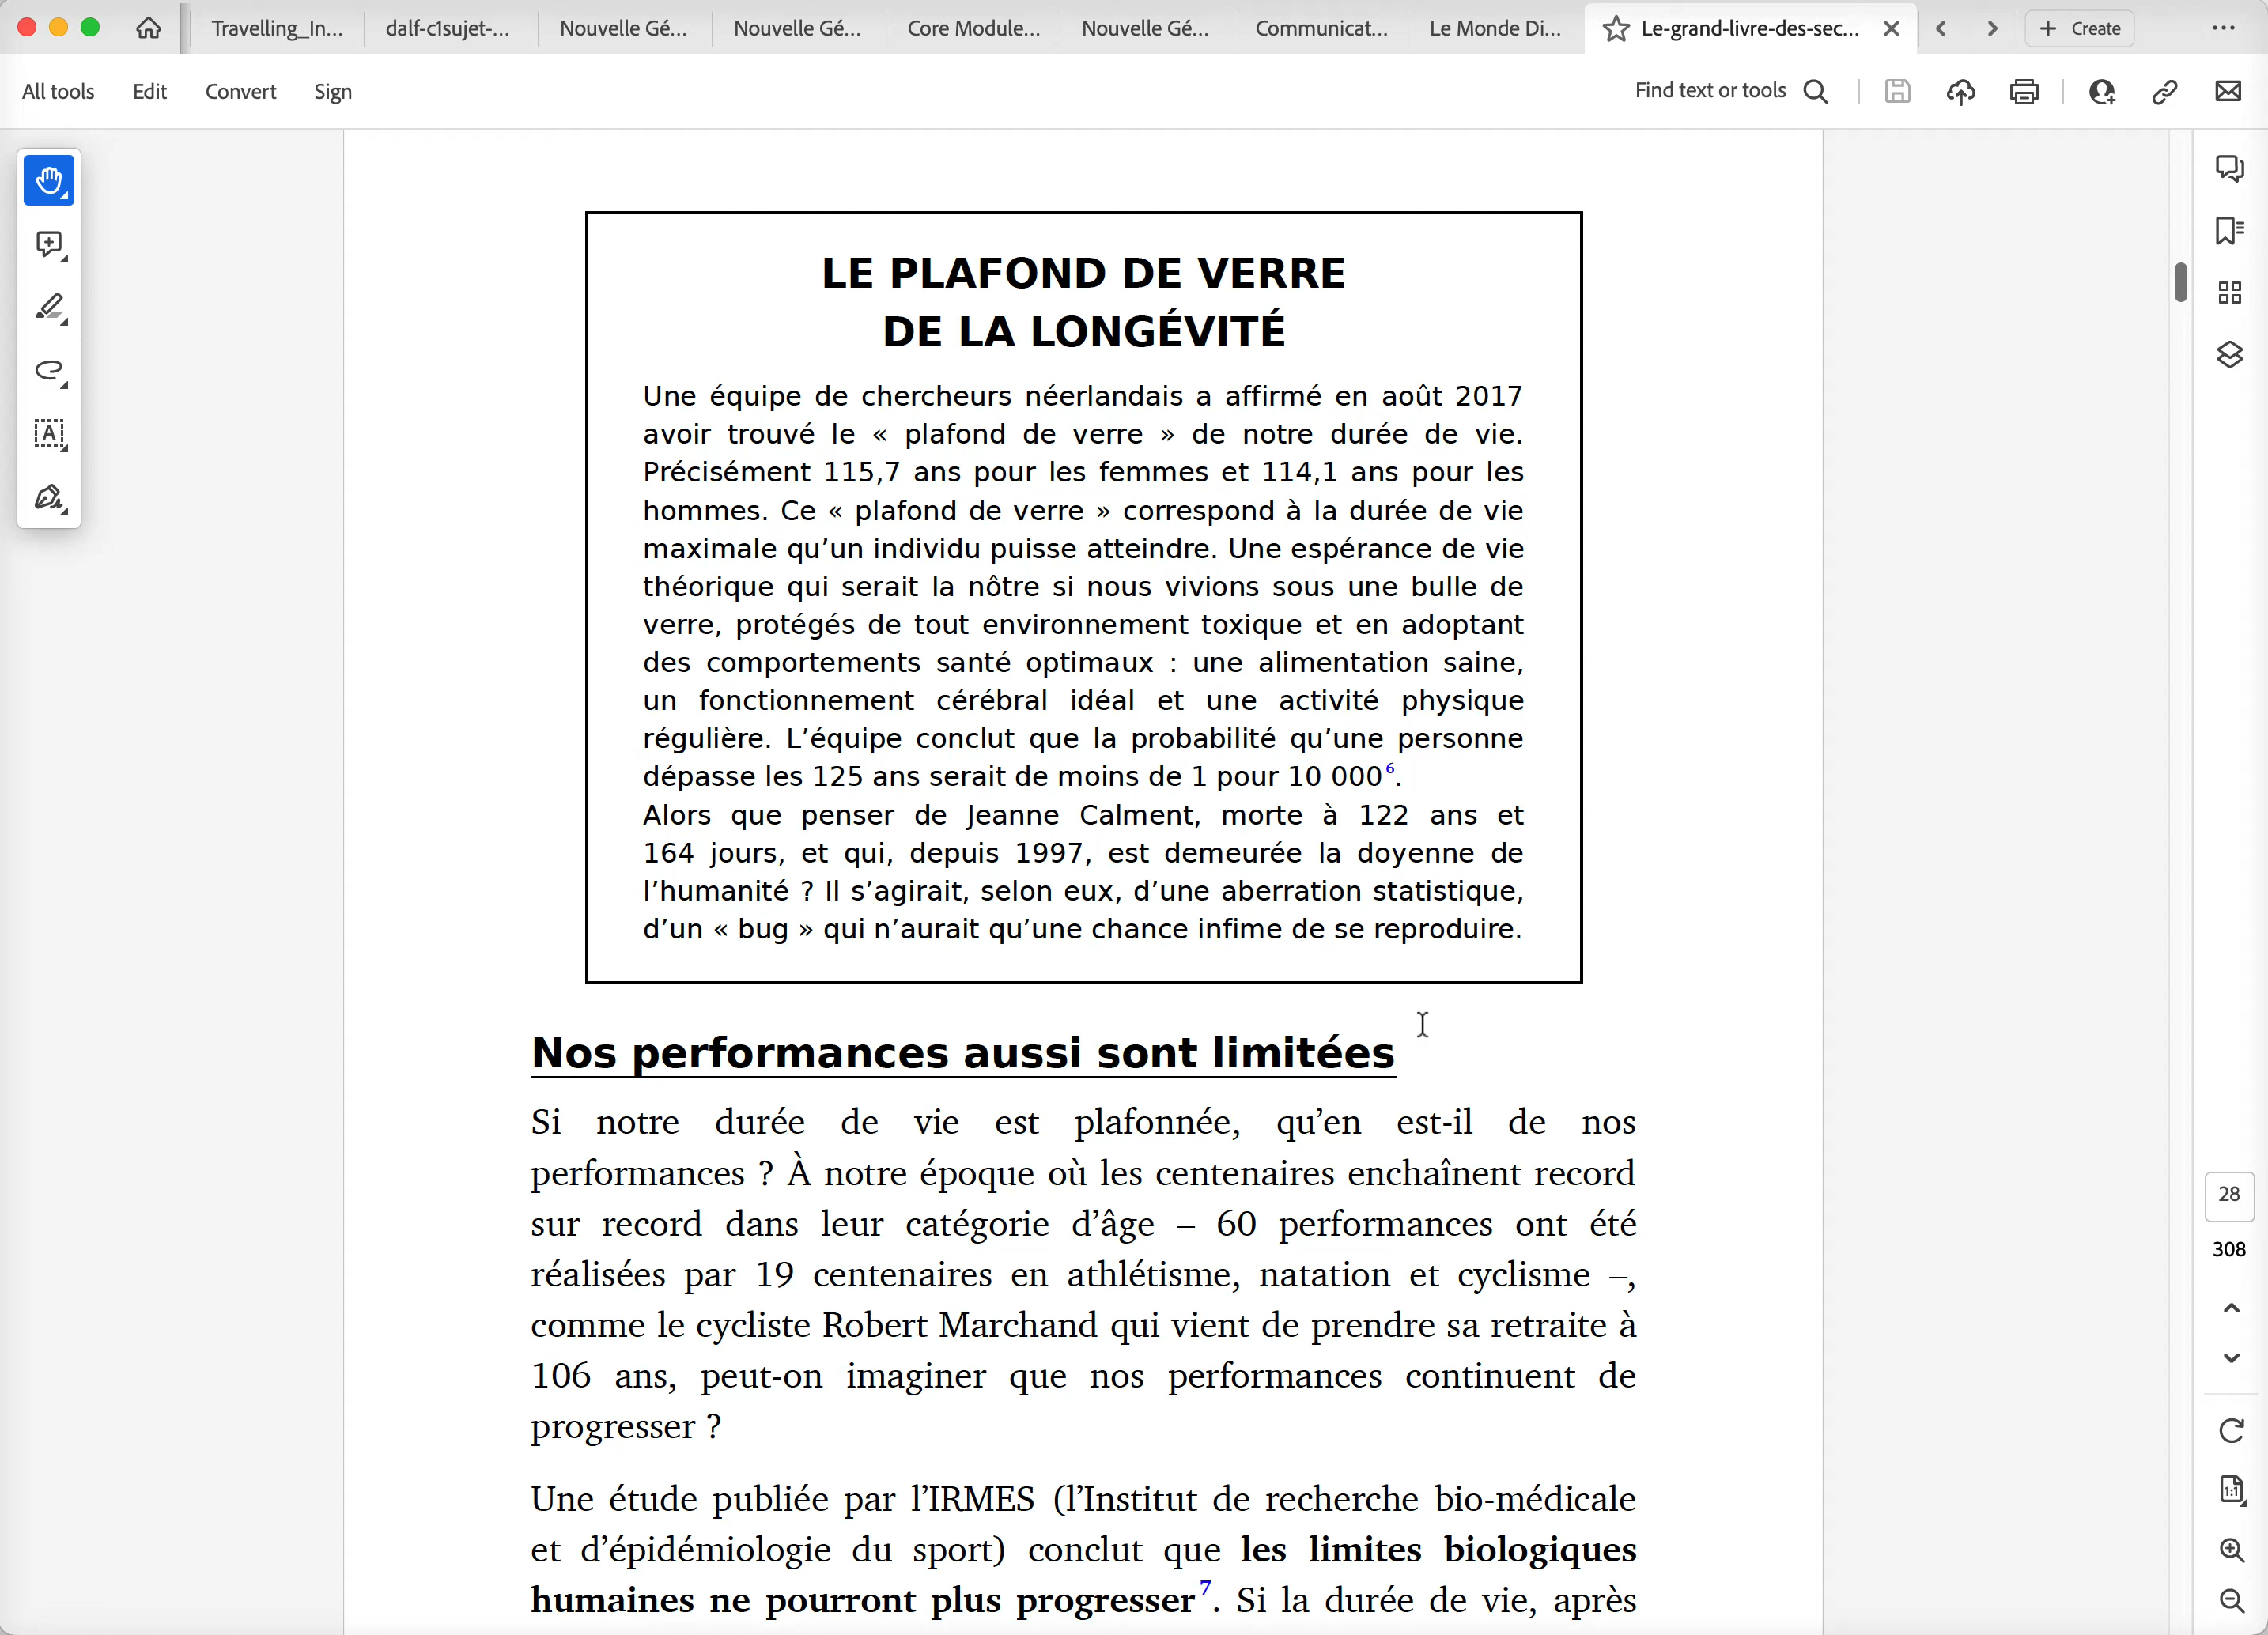 Travelling_In...
dalf-c1sujet-...
Nouvelle Gé...
Nouvelle Gé...
Core Module...
Nouvelle Gé...
Communicat...
Le Monde Di...
Le-grand-livre-des-sec...
Create
All tools
Edit
Convert
Sign
Find text or tools
LE PLAFOND DE VERRE
DE LA LONGÉVITÉ
Une équipe de chercheurs néerlandais a affirmé en août 2017
avoir trouvé le « plafond de verre » de notre durée de vie.
Précisément 115,7 ans pour les femmes et 114,1 ans pour les
hommes. Ce « plafond de verre » correspond à la durée de vie
maximale qu’un individu puisse atteindre. Une espérance de vie
théorique qui serait la nôtre si nous vivions sous une bulle de
verre, protégés de tout environnement toxique et en adoptant
des comportements santé optimaux : une alimentation saine,
un fonctionnement cérébral idéal et une activité physique
régulière. L’équipe conclut que la probabilité qu’une personne
dépasse les 125 ans serait de moins de 1 pour 10 000⁶.
Alors que penser de Jeanne Calment, morte à 122 ans et
164 jours, et qui, depuis 1997, est demeurée la doyenne de
l’humanité ? Il s’agirait, selon eux, d’une aberration statistique,
d’un « bug » qui n’aurait qu’une chance infime de se reproduire.
Nos performances aussi sont limitées
Si notre durée de vie est plafonnée, qu’en est-il de nos
performances ? À notre époque où les centenaires enchaînent record
sur record dans leur catégorie d’âge – 60 performances ont été
réalisées par 19 centenaires en athlétisme, natation et cyclisme –,
comme le cycliste Robert Marchand qui vient de prendre sa retraite à
106 ans, peut-on imaginer que nos performances continuent de
progresser ?
Une étude publiée par l’IRMES (l’Institut de recherche bio-médicale
et d’épidémiologie du sport) conclut que les limites biologiques
humaines ne pourront plus progresser⁷. Si la durée de vie, après
28
308
1:1